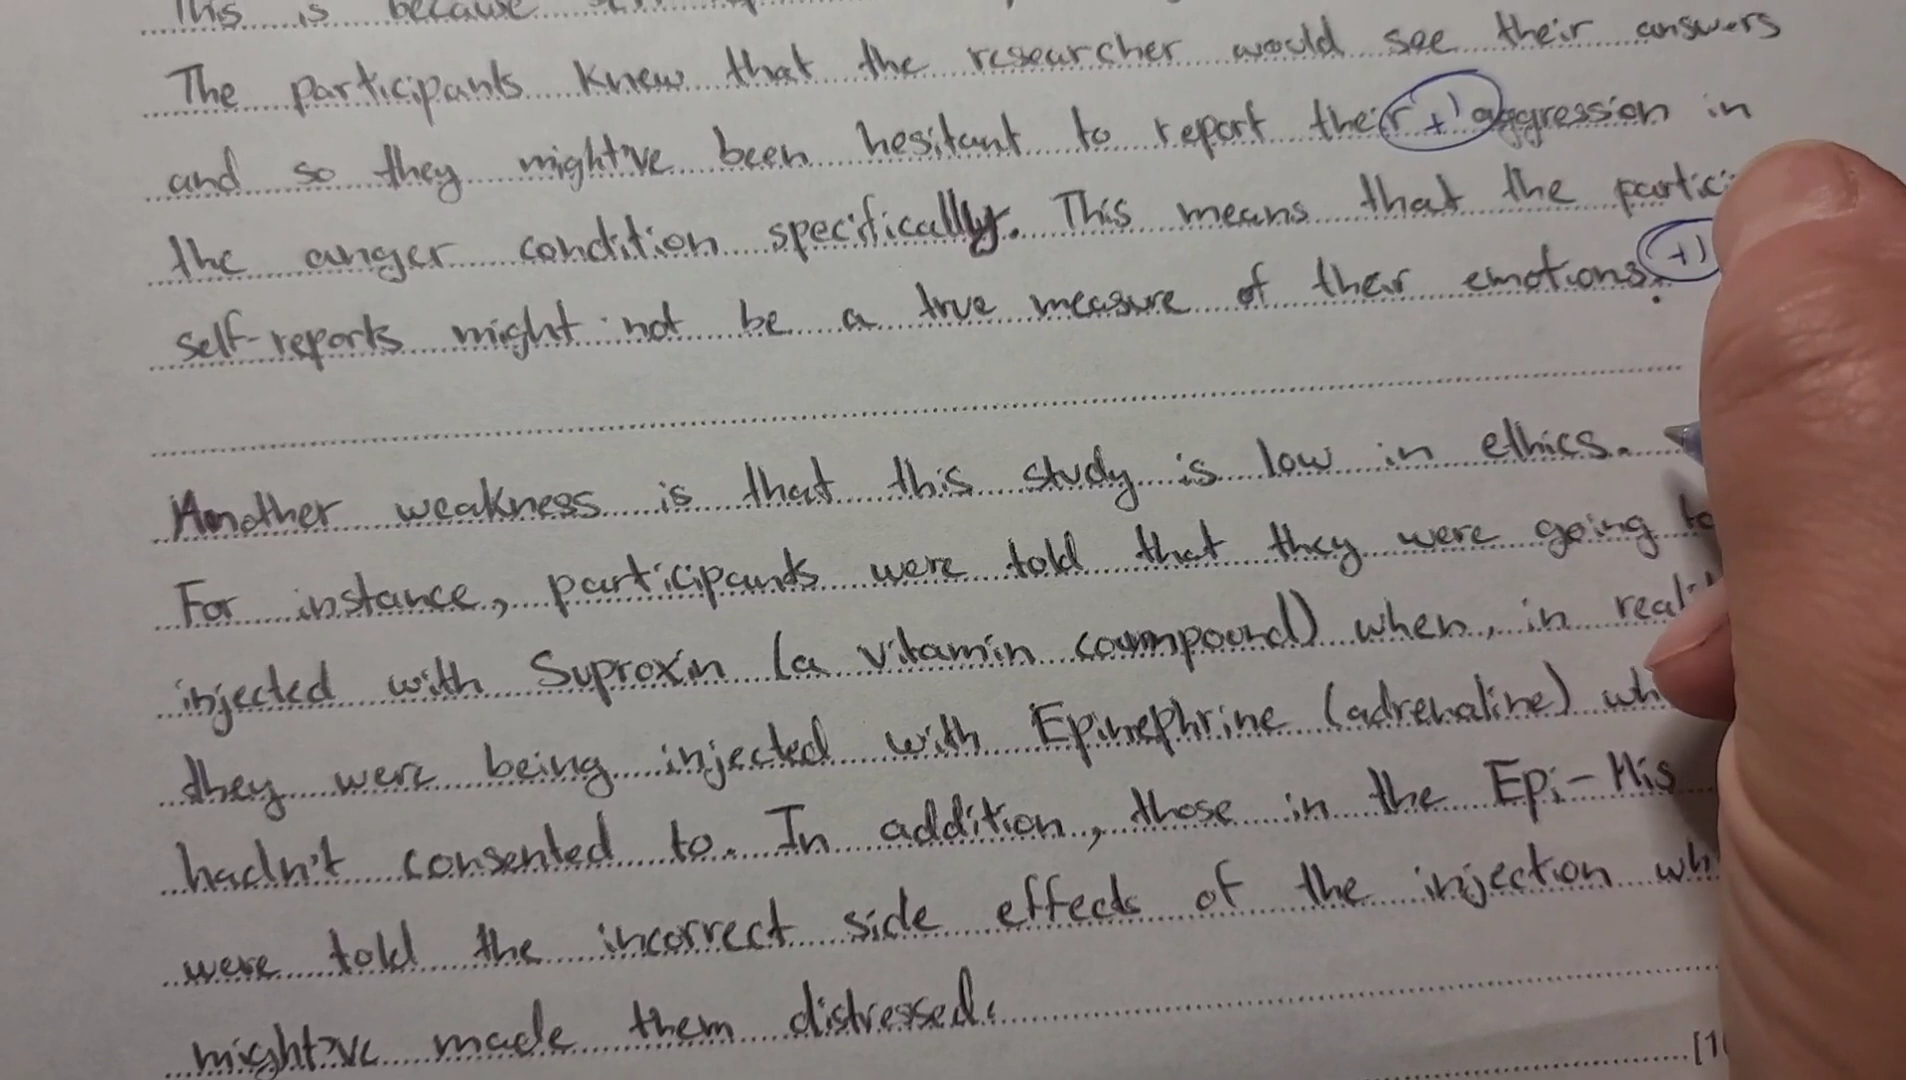 This is because
The participants knew that the researcher would see their answers
and so they might've been hesitant to report their +1 aggression in
the anger condition specifically. This means that the partici
self-reports might not be a true measure of their emotions. +1
Another weakness is that this study is low in ethics.
For instance, participants were told that they were going to
injected with Suproxin (a vitamin compound) when, in reali
they were being injected with Epinephrine (adrenaline) wh
hadn't consented to. In addition, those in the Epi-Mis
were told the incorrect side effects of the injection wh
might've made them distressed.
[1